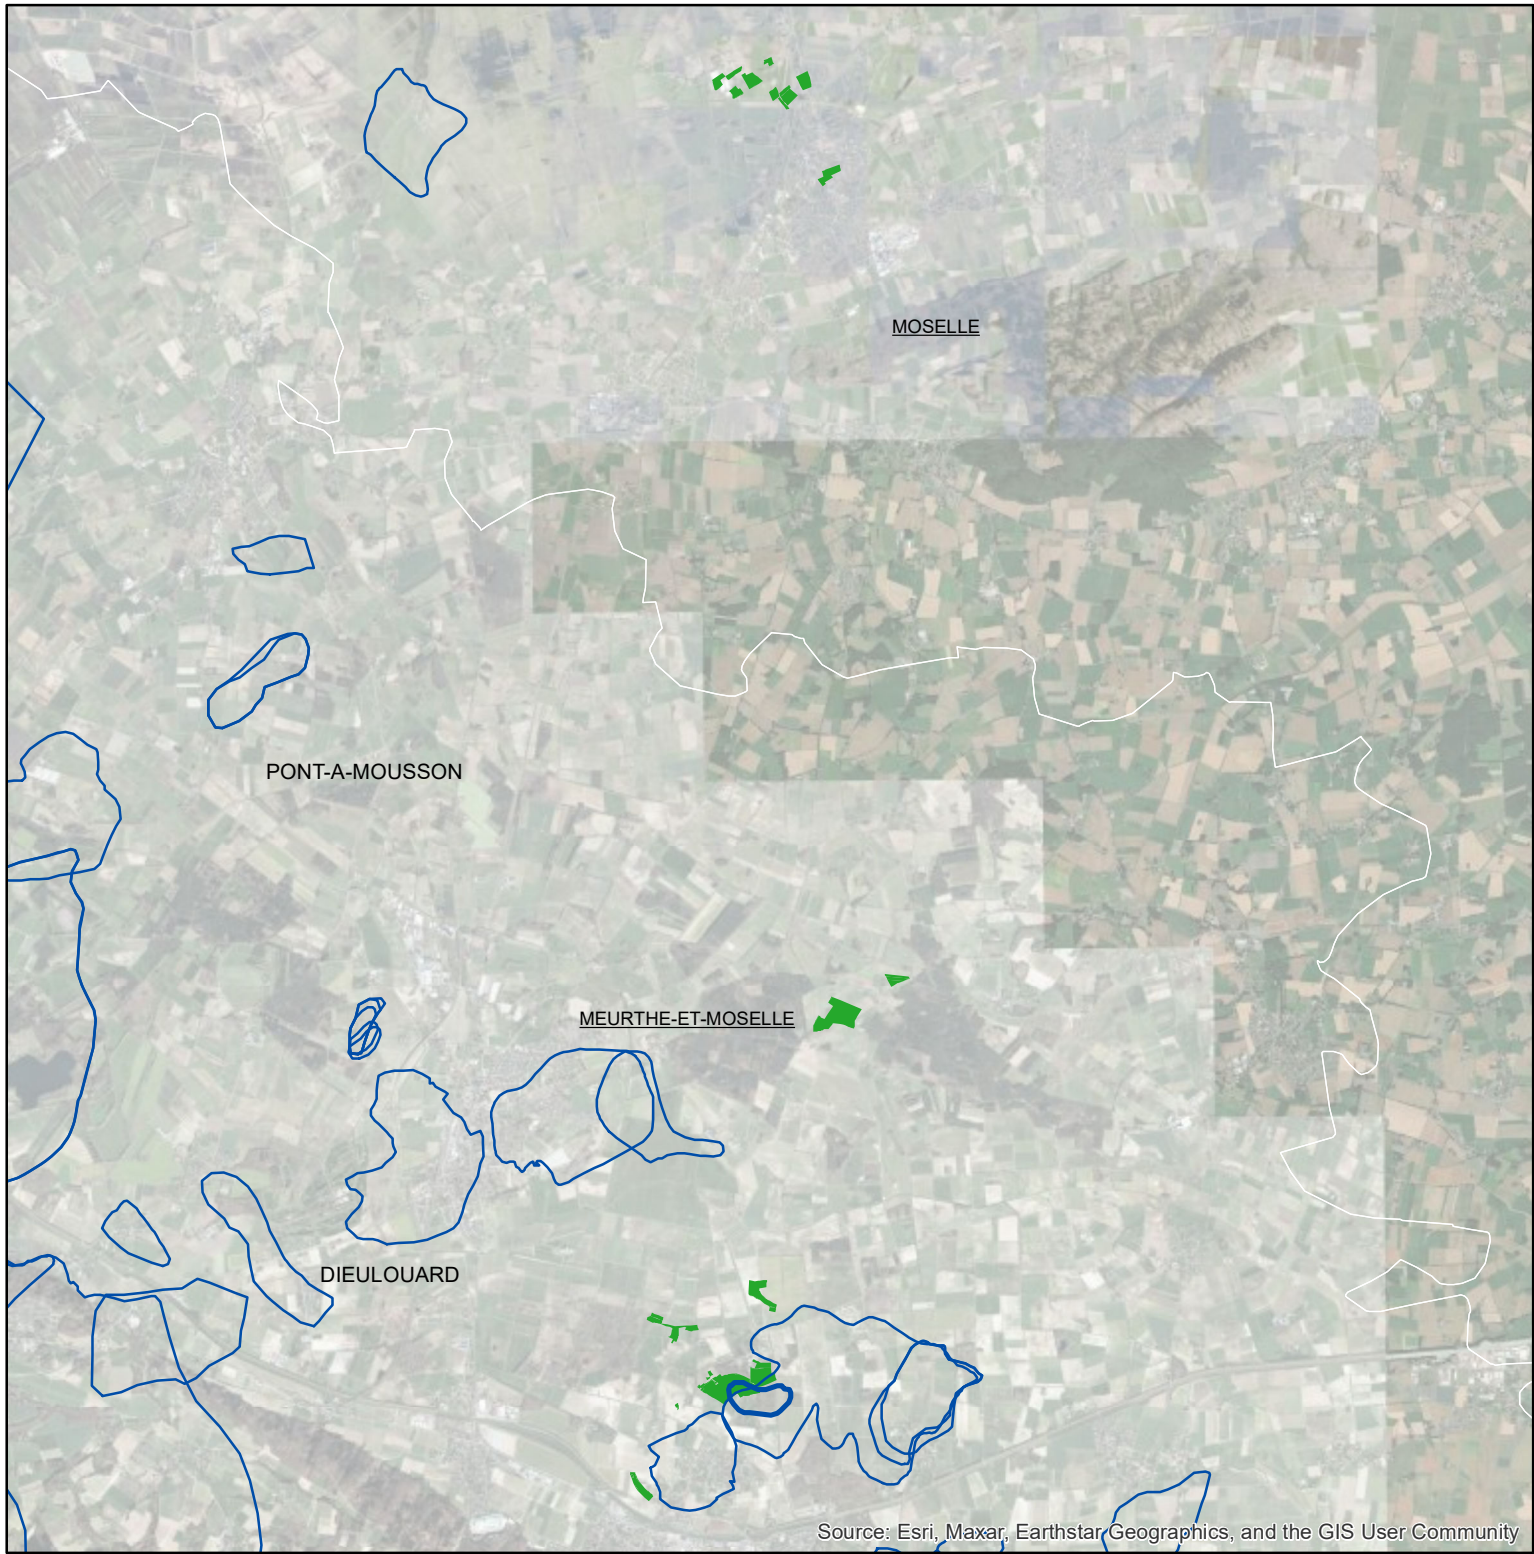 MOSELLE
PONT-A-MOUSSON
MEURTHE-ET-MOSELLE
DIEULOUARD
Source: Esri, Maxar, Earthstar Geographics, and the GIS User Community